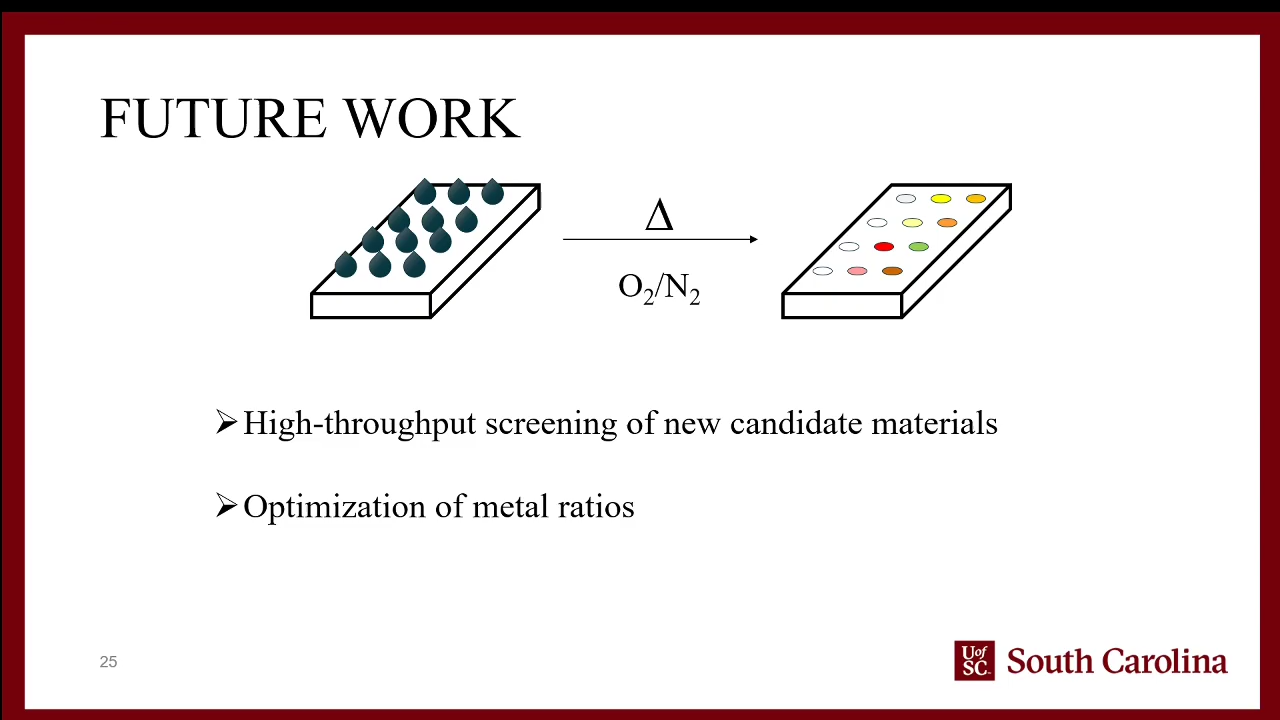 FUTURE WORK
Δ
O₂/N₂
➢High-throughput screening of new candidate materials
➢Optimization of metal ratios
25
UofSC South Carolina